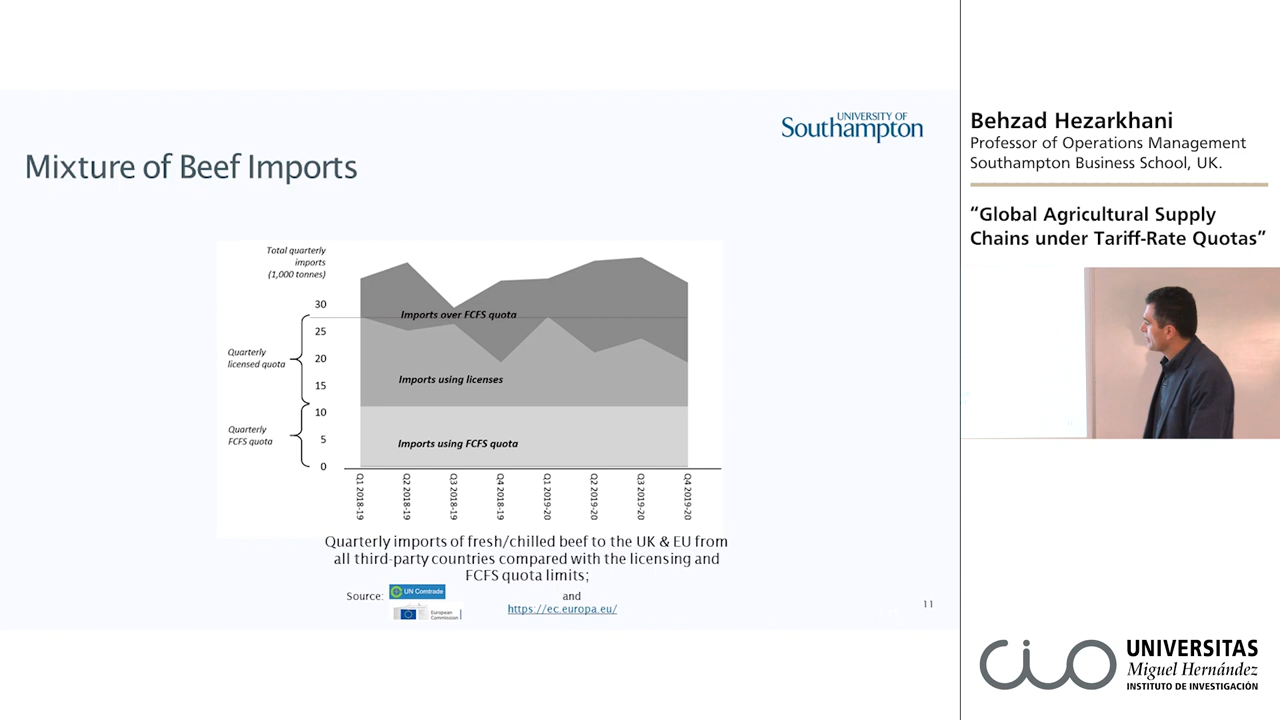 UNIVERSITY OF
Southampton
Mixture of Beef Imports
Total quarterly
imports
(1,000 tonnes)
30
25
20
15
10
5
0
Quarterly
licensed quota
Quarterly
FCFS quota
Imports over FCFS quota
Imports using licenses
Imports using FCFS quota
Q1 2018-19
Q2 2018-19
Q3 2018-19
Q4 2018-19
Q1 2019-20
Q2 2019-20
Q3 2019-20
Q4 2019-20
Quarterly imports of fresh/chilled beef to the UK & EU from
all third-party countries compared with the licensing and
FCFS quota limits;
Source:
UN Comtrade
and
European
Commission
https://ec.europa.eu/
11
Behzad Hezarkhani
Professor of Operations Management
Southampton Business School, UK.
“Global Agricultural Supply
Chains under Tariff-Rate Quotas”
cio
UNIVERSITAS
Miguel Hernández
INSTITUTO DE INVESTIGACIÓN